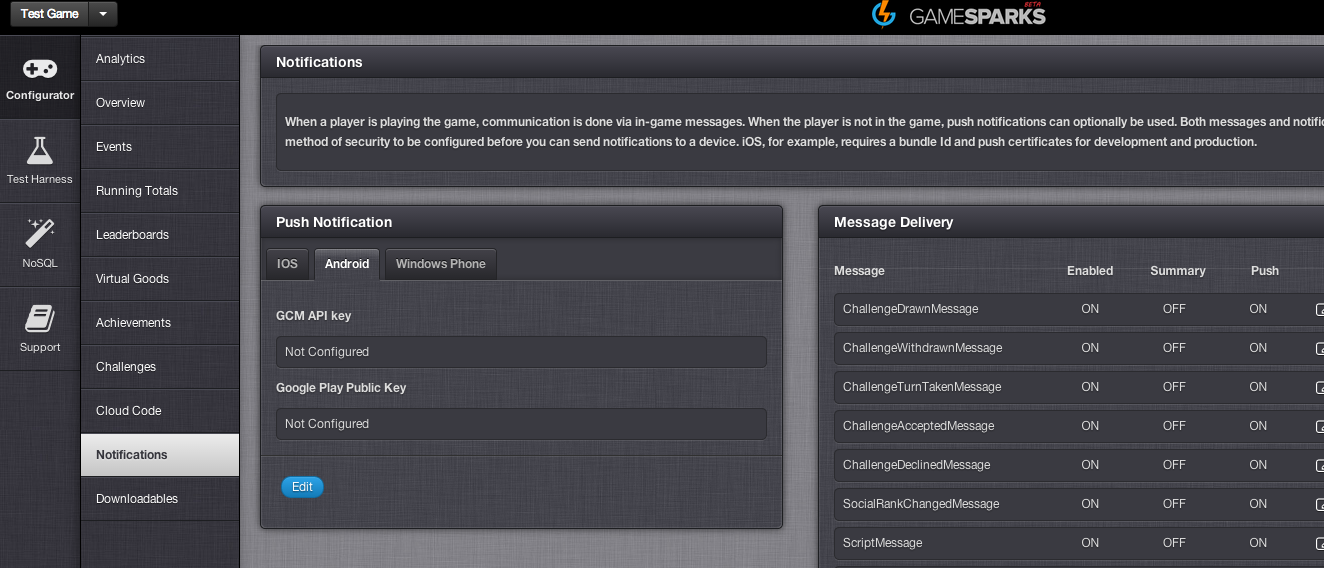 Test Game
GAMESPARKS
BETA
Configurator
Test Harness
NoSQL
Support
Analytics
Overview
Events
Running Totals
Leaderboards
Virtual Goods
Achievements
Challenges
Cloud Code
Notifications
Downloadables
Notifications
When a player is playing the game, communication is done via in-game messages. When the player is not in the game, push notifications can optionally be used. Both messages and notific
method of security to be configured before you can send notifications to a device. iOS, for example, requires a bundle Id and push certificates for development and production.
Push Notification
IOS Android Windows Phone
GCM API key
Not Configured
Google Play Public Key
Not Configured
Edit
Message Delivery
Message Enabled Summary Push
ChallengeDrawnMessage ON OFF ON
ChallengeWithdrawnMessage ON OFF ON
ChallengeTurnTakenMessage ON OFF ON
ChallengeAcceptedMessage ON OFF ON
ChallengeDeclinedMessage ON OFF ON
SocialRankChangedMessage ON OFF ON
ScriptMessage ON OFF ON